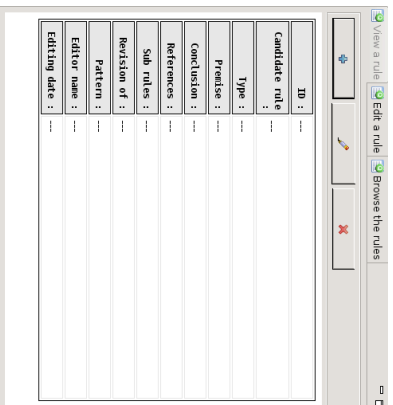 View a rule Edit a rule Browse the rules
ID : ---
Candidate rule : ---
Type : ---
Premise : ---
Conclusion : ---
References : ---
Sub rules : ---
Revision of : ---
Pattern : ---
Editor name : ---
Editing date : ---